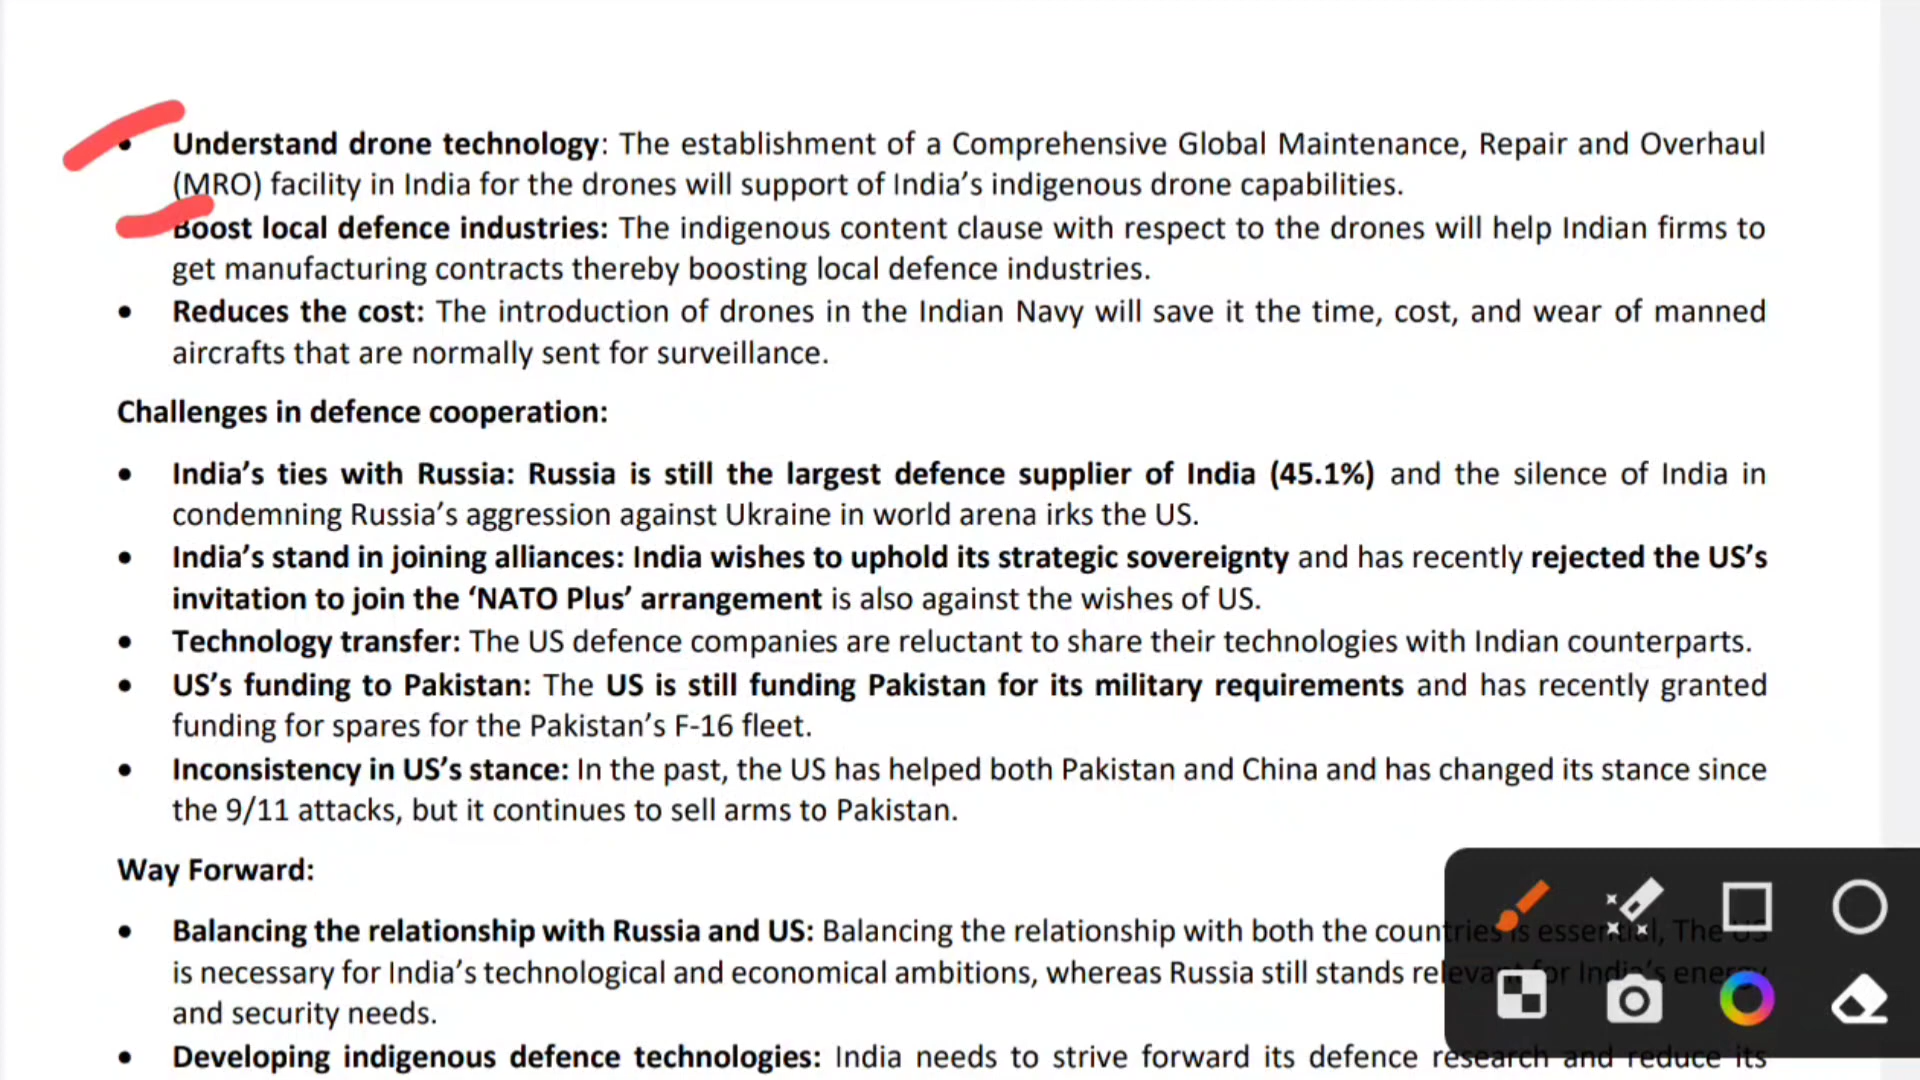 • Understand drone technology: The establishment of a Comprehensive Global Maintenance, Repair and Overhaul
(MRO) facility in India for the drones will support of India’s indigenous drone capabilities.
Boost local defence industries: The indigenous content clause with respect to the drones will help Indian firms to
get manufacturing contracts thereby boosting local defence industries.
• Reduces the cost: The introduction of drones in the Indian Navy will save it the time, cost, and wear of manned
aircrafts that are normally sent for surveillance.
Challenges in defence cooperation:
• India’s ties with Russia: Russia is still the largest defence supplier of India (45.1%) and the silence of India in
condemning Russia’s aggression against Ukraine in world arena irks the US.
• India’s stand in joining alliances: India wishes to uphold its strategic sovereignty and has recently rejected the US’s
invitation to join the ‘NATO Plus’ arrangement is also against the wishes of US.
• Technology transfer: The US defence companies are reluctant to share their technologies with Indian counterparts.
• US’s funding to Pakistan: The US is still funding Pakistan for its military requirements and has recently granted
funding for spares for the Pakistan’s F-16 fleet.
• Inconsistency in US’s stance: In the past, the US has helped both Pakistan and China and has changed its stance since
the 9/11 attacks, but it continues to sell arms to Pakistan.
Way Forward:
• Balancing the relationship with Russia and US: Balancing the relationship with both the countries is essential, The US
is necessary for India’s technological and economical ambitions, whereas Russia still stands relevant for India’s energy
and security needs.
• Developing indigenous defence technologies: India needs to strive forward its defence research and reduce its